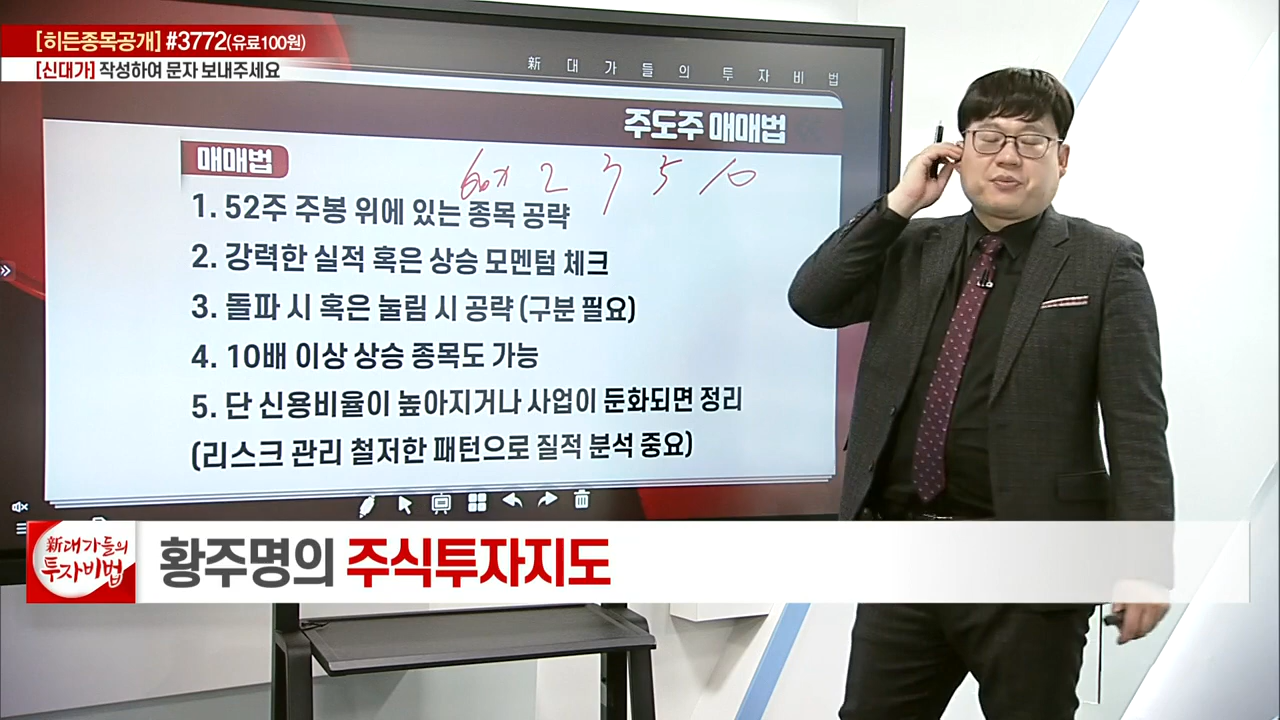 [히든종목공개] #3772(유료100원)
[신대가] 작성하여 문자 보내주세요
新 대 가 들 의 투 자 비 법
주도주 매매법
매매법
2 3 5 10
1. 52주 주봉 위에 있는 종목 공략
2. 강력한 실적 혹은 상승 모멘텀 체크
3. 돌파 시 혹은 눌림 시 공략 (구분 필요)
4. 10배 이상 상승 종목도 가능
5. 단 신용비율이 높아지거나 사업이 둔화되면 정리
(리스크 관리 철저한 패턴으로 질적 분석 중요)
新대가들의
투자비법
황주명의 주식투자지도